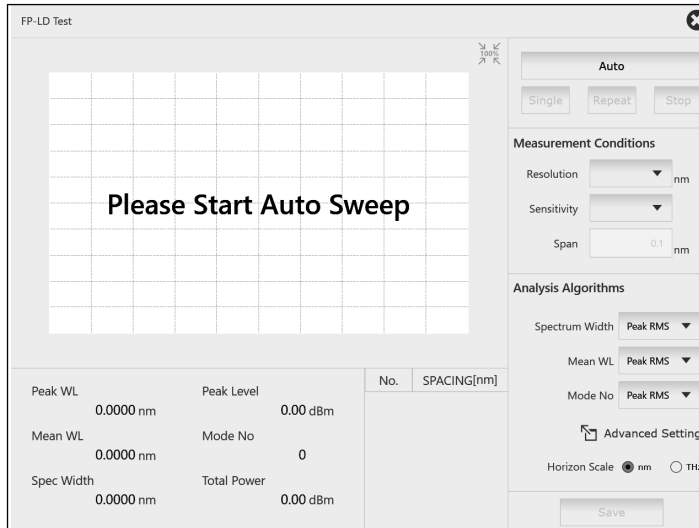 FP-LD Test
100%
Please Start Auto Sweep
Auto
Single Repeat Stop
Measurement Conditions
Resolution nm
Sensitivity
Span 0.1 nm
Analysis Algorithms
Spectrum Width Peak RMS
Mean WL Peak RMS
Mode No Peak RMS
Advanced Setting
Horizon Scale nm THz
Save
Peak WL
0.0000 nm
Mean WL
0.0000 nm
Spec Width
0.0000 nm
Peak Level
0.00 dBm
Mode No
0
Total Power
0.00 dBm
No. SPACING[nm]